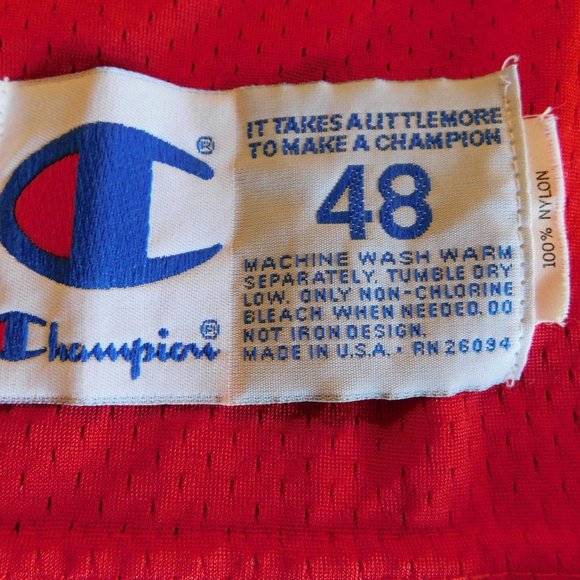 ®
Champion®
IT TAKES A LITTLE MORE
TO MAKE A CHAMPION
48
MACHINE WASH WARM
SEPARATELY. TUMBLE DRY
LOW. ONLY NON-CHLORINE
BLEACH WHEN NEEDED. DO
NOT IRON DESIGN.
MADE IN U.S.A. • RN 26094
100% NYLON